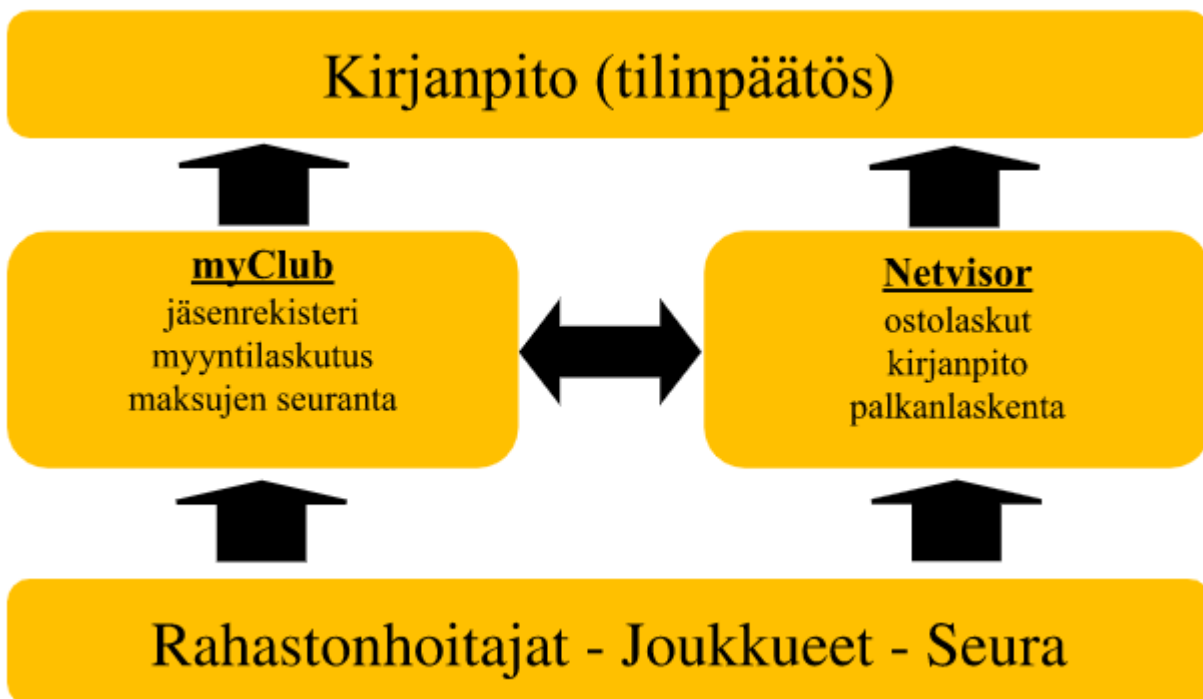 Kirjanpito (tilinpäätös)
myClub
jäsenrekisteri
myyntilaskutus
maksujen seuranta
Netvisor
ostolaskut
kirjanpito
palkanlaskenta
Rahastonhoitajat - Joukkueet - Seura